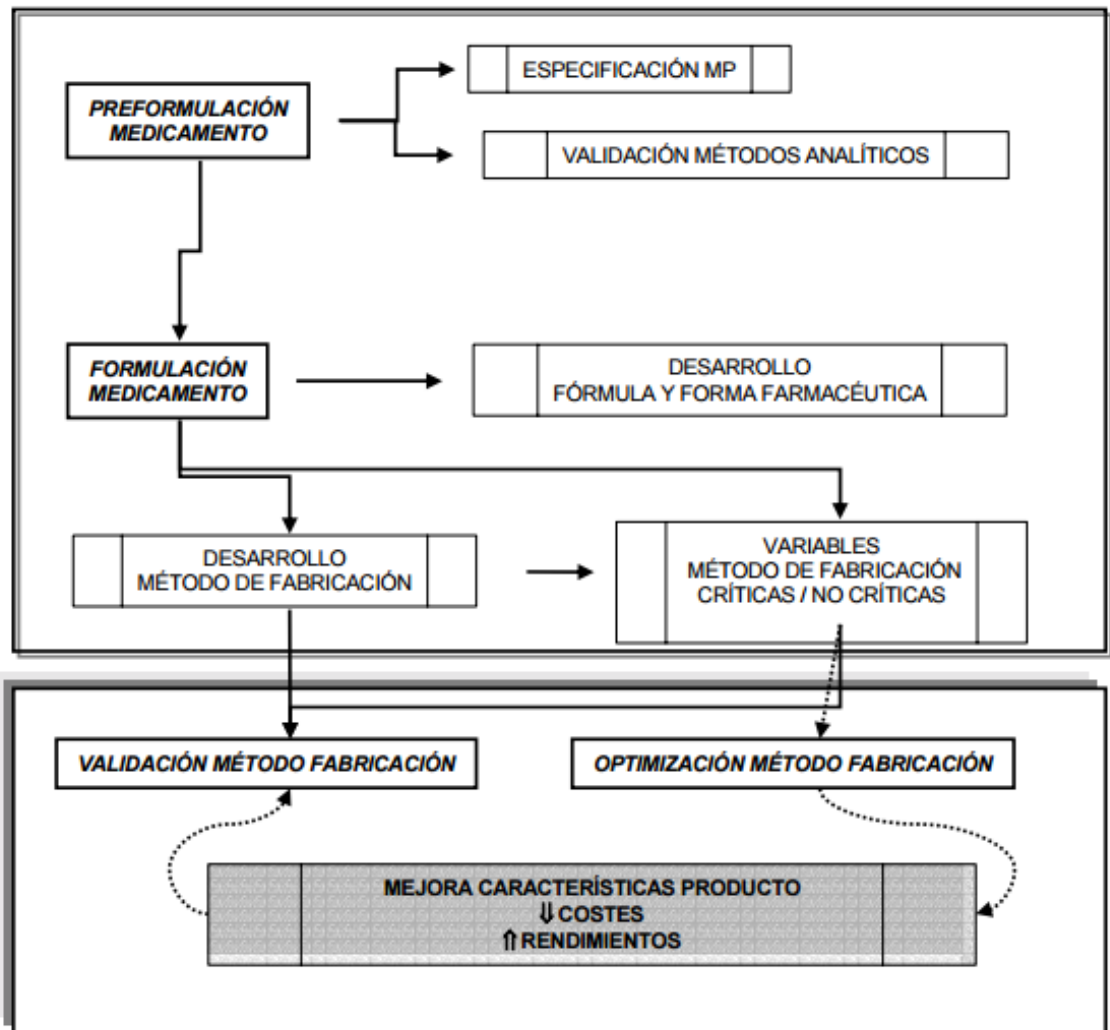 ESPECIFICACIÓN MP
PREFORMULACIÓN
MEDICAMENTO
VALIDACIÓN MÉTODOS ANALÍTICOS
FORMULACIÓN
MEDICAMENTO
DESARROLLO
FÓRMULA Y FORMA FARMACÉUTICA
DESARROLLO
MÉTODO DE FABRICACIÓN
VARIABLES
MÉTODO DE FABRICACIÓN
CRÍTICAS / NO CRÍTICAS
VALIDACIÓN MÉTODO FABRICACIÓN
OPTIMIZACIÓN MÉTODO FABRICACIÓN
MEJORA CARACTERÍSTICAS PRODUCTO
⇓ COSTES
⇑ RENDIMIENTOS